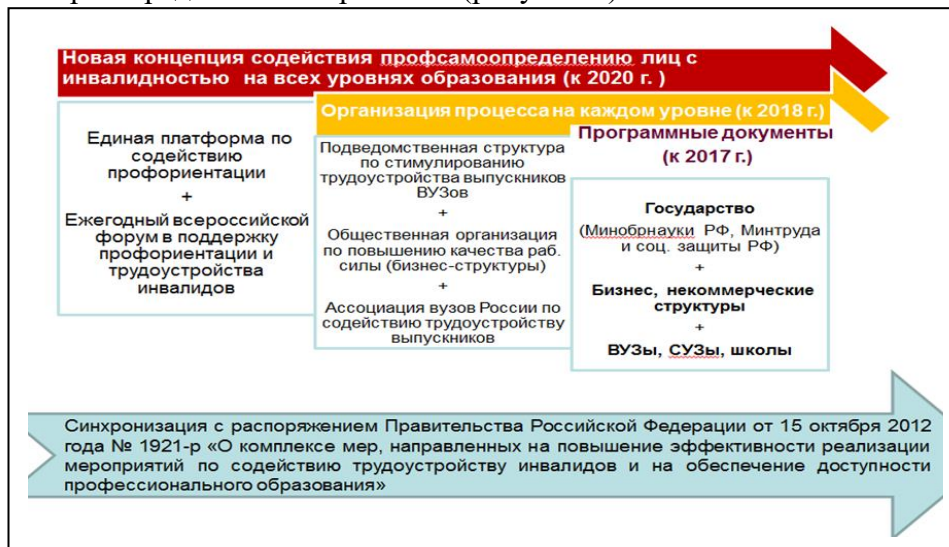 Новая концепция содействия профсамоопределению лиц с
инвалидностью на всех уровнях образования (к 2020 г. )
Организация процесса на каждом уровне (к 2018 г.)
Программные документы
(к 2017 г.)
Единая платформа по
содействию
профориентации
+
Ежегодный всероссийской
форум в поддержку
профориентации и
трудоустройства
инвалидов
Подведомственная структура
по стимулированию
трудоустройства выпускников
ВУЗов
+
Общественная организация
по повышению качества раб.
силы (бизнес-структуры)
+
Ассоциация вузов России по
содействию трудоустройству
выпускников
Государство
(Минобрнауки РФ, Минтруда
и соц. защиты РФ)
+
Бизнес, некоммерческие
структуры
+
ВУЗы, СУЗы, школы
Синхронизация с распоряжением Правительства Российской Федерации от 15 октября 2012
года № 1921-р «О комплексе мер, направленных на повышение эффективности реализации
мероприятий по содействию трудоустройству инвалидов и на обеспечение доступности
профессионального образования»